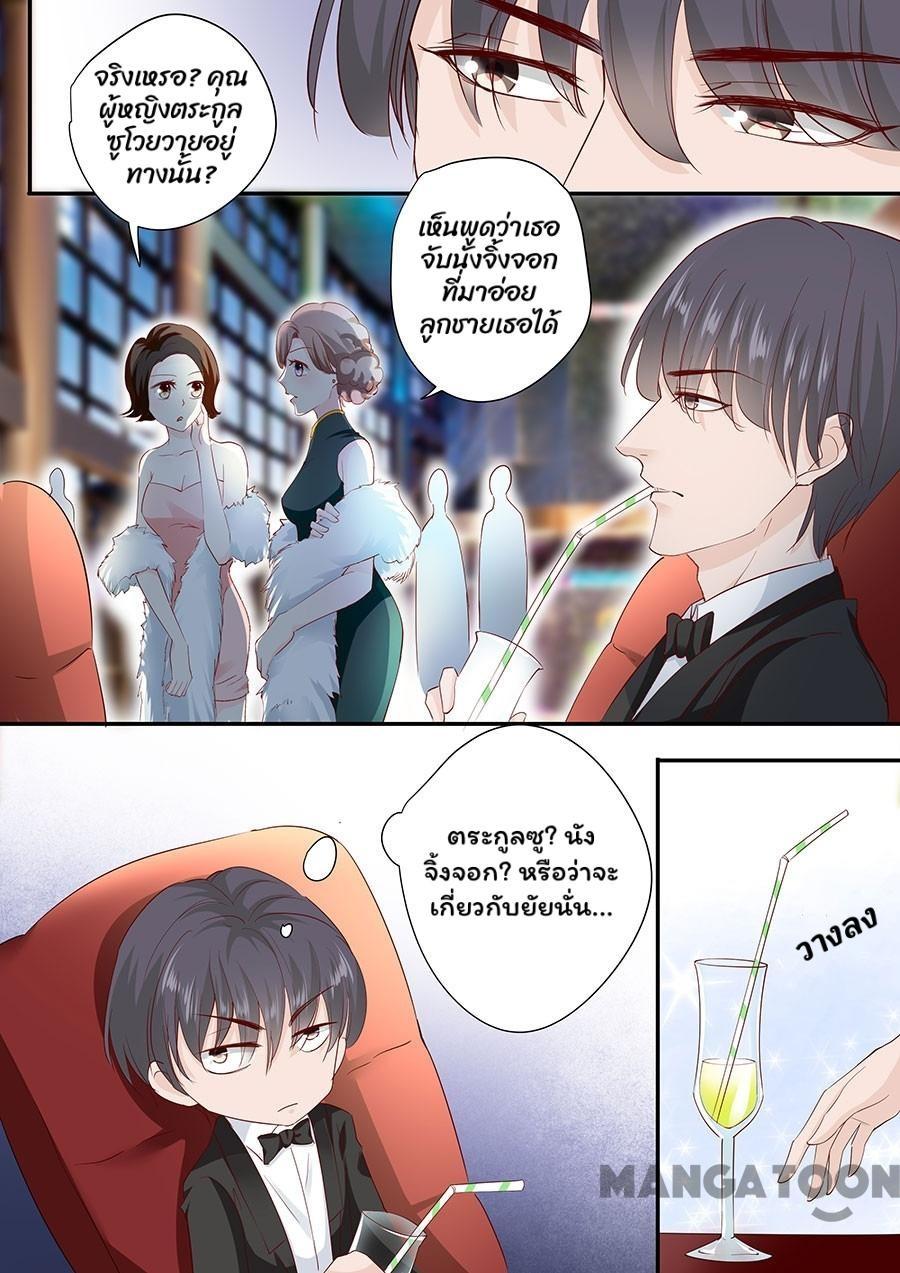 จริงเหรอ? คุณ
ผู้หญิงตระกูล
ซูโวยวายอยู่
ทางนั้น?
เห็นพูดว่าเธอ
จับนังจิ้งจอก
ที่มาอ่อย
ลูกชายเธอได้
ตระกูลซู? นัง
จิ้งจอก? หรือว่าจะ
เกี่ยวกับยัยนั่น...
วางลง
MANGATOON